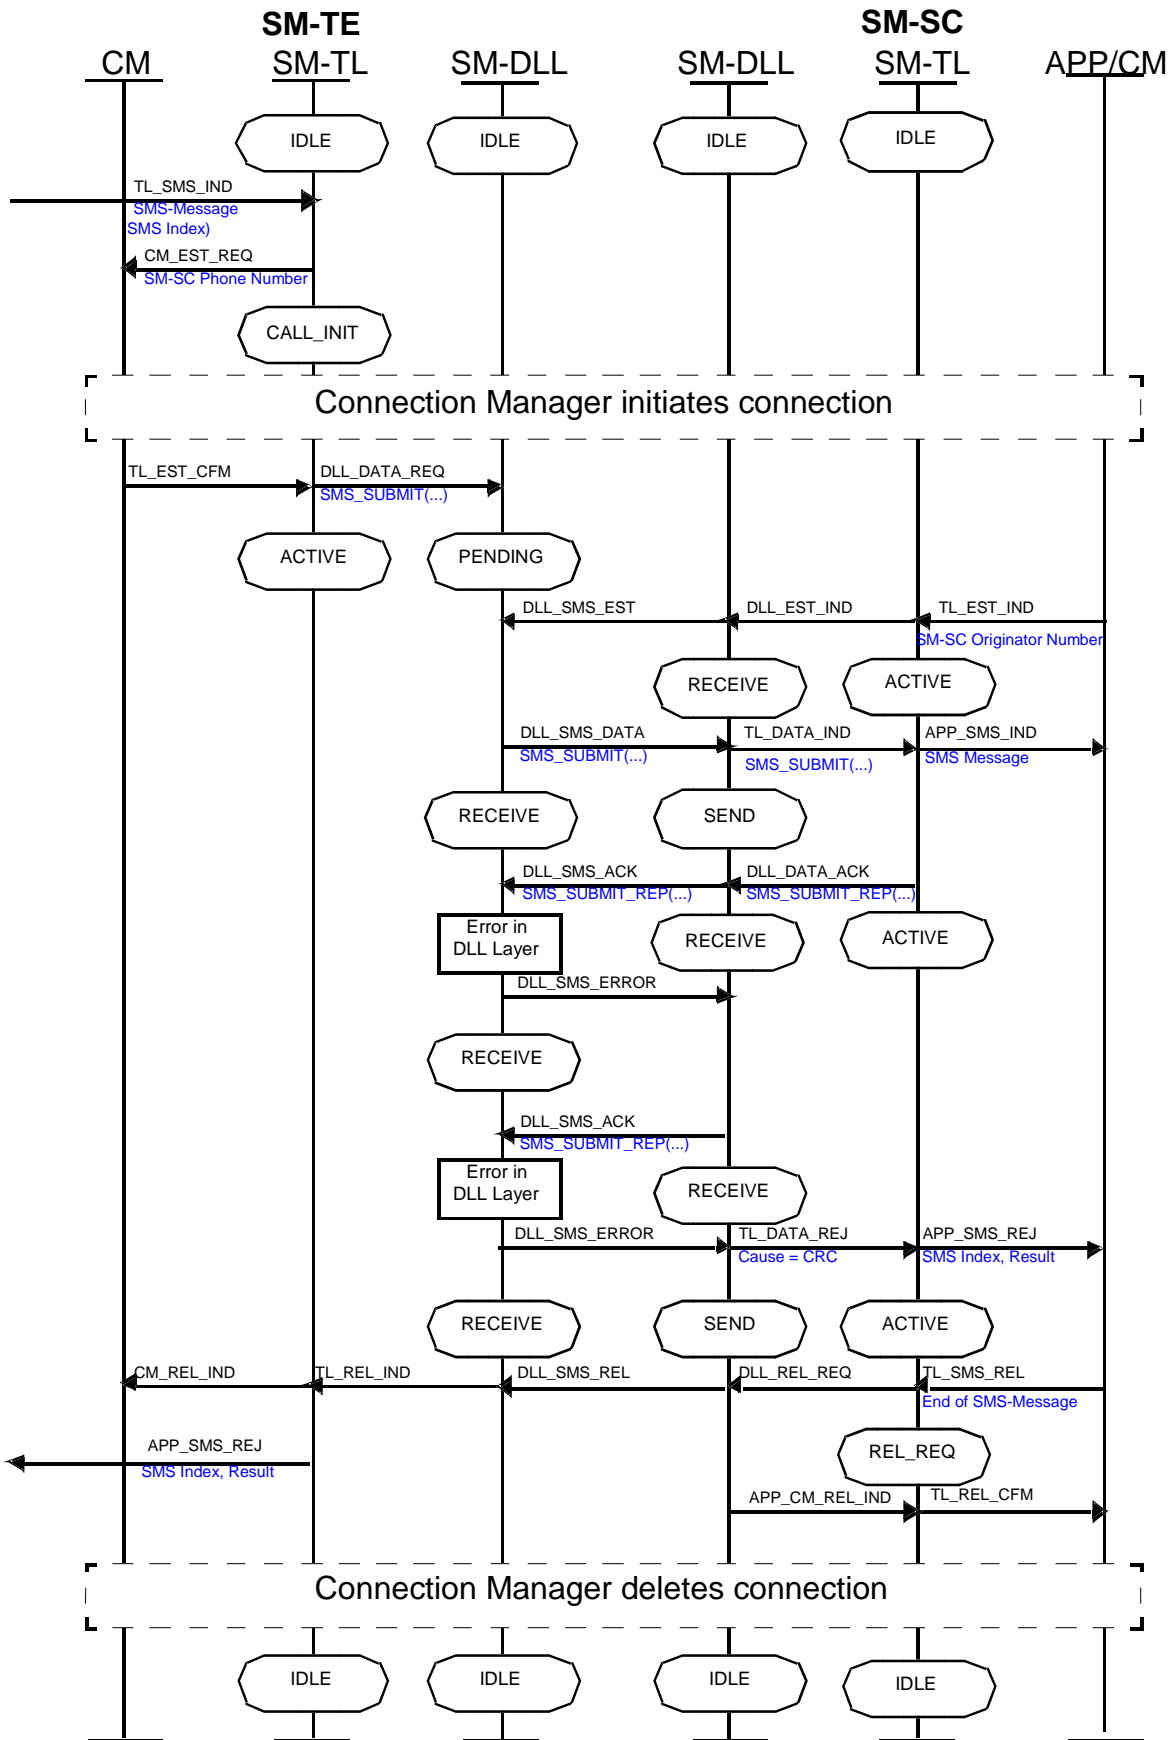 SM-TE SM-SC
CM SM-TL SM-DLL SM-DLL SM-TL APP/CM
IDLE IDLE IDLE IDLE
TL_SMS_IND
SMS-Message
SMS Index)
CM_EST_REQ
SM-SC Phone Number
CALL_INIT
Connection Manager initiates connection
TL_EST_CFM DLL_DATA_REQ
SMS_SUBMIT(...)
ACTIVE PENDING
DLL_SMS_EST DLL_EST_IND TL_EST_IND
SM-SC Originator Number
RECEIVE ACTIVE
DLL_SMS_DATA TL_DATA_IND APP_SMS_IND
SMS_SUBMIT(...) SMS_SUBMIT(...) SMS Message
RECEIVE SEND
DLL_SMS_ACK DLL_DATA_ACK
SMS_SUBMIT_REP(...) SMS_SUBMIT_REP(...)
Error in
DLL Layer RECEIVE ACTIVE
DLL_SMS_ERROR
RECEIVE
DLL_SMS_ACK
SMS_SUBMIT_REP(...)
Error in
DLL Layer RECEIVE
DLL_SMS_ERROR TL_DATA_REJ APP_SMS_REJ
Cause = CRC SMS Index, Result
RECEIVE SEND ACTIVE
CM_REL_IND TL_REL_IND DLL_SMS_REL DLL_REL_REQ TL_SMS_REL
End of SMS-Message
APP_SMS_REJ REL_REQ
SMS Index, Result
APP_CM_REL_IND TL_REL_CFM
Connection Manager deletes connection
IDLE IDLE IDLE IDLE